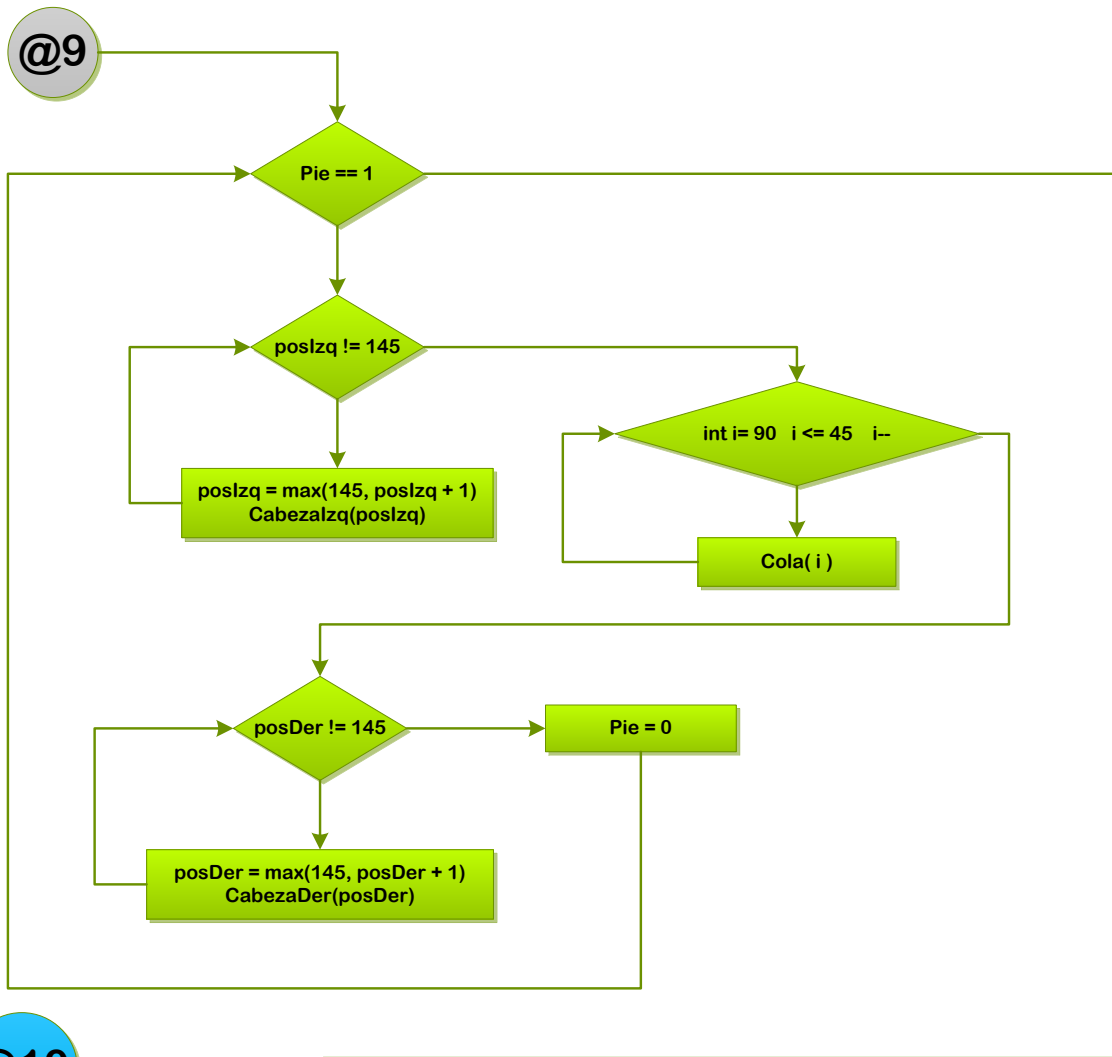 @9
Pie == 1
posIzq != 145
int i= 90 i <= 45 i--
posIzq = max(145, posIzq + 1)
CabezaIzq(posIzq)
Cola( i )
posDer != 145
Pie = 0
posDer = max(145, posDer + 1)
CabezaDer(posDer)